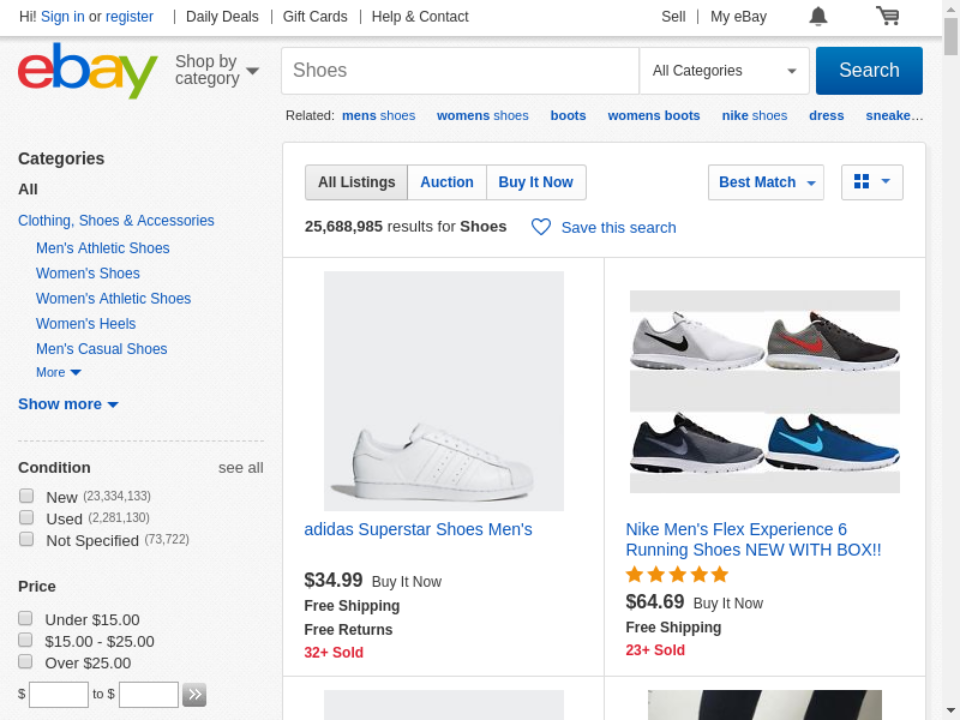 Hi! Sign in or register
Daily Deals
Gift Cards
Help & Contact
Sell
My eBay
ebay
Shop by category
Shoes
All Categories
Search
Related: mens shoes womens shoes boots womens boots nike shoes dress sneake…
Categories
All
Clothing, Shoes & Accessories
Men's Athletic Shoes
Women's Shoes
Women's Athletic Shoes
Women's Heels
Men's Casual Shoes
More
Show more
Condition see all
New (23,334,133)
Used (2,281,130)
Not Specified (73,722)
Price
Under $15.00
$15.00 - $25.00
Over $25.00
$ to $
All Listings Auction Buy It Now
Best Match
25,688,985 results for Shoes
Save this search
adidas Superstar Shoes Men's
$34.99 Buy It Now
Free Shipping
Free Returns
32+ Sold
Nike Men's Flex Experience 6
Running Shoes NEW WITH BOX!!
$64.69 Buy It Now
Free Shipping
23+ Sold